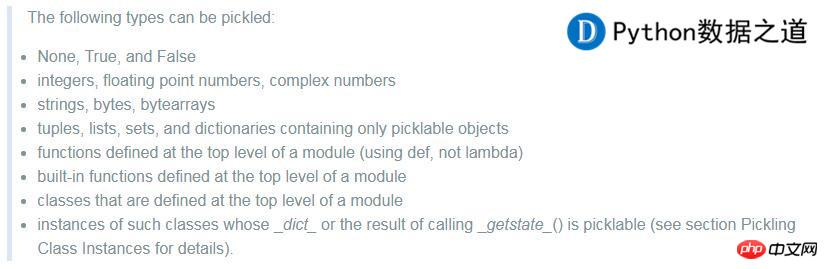 The following types can be pickled:
D Python数据之道
None, True, and False
integers, floating point numbers, complex numbers
strings, bytes, bytearrays
tuples, lists, sets, and dictionaries containing only picklable objects
functions defined at the top level of a module (using def, not lambda)
built-in functions defined at the top level of a module
classes that are defined at the top level of a module
instances of such classes whose _dict_ or the result of calling _getstate_() is picklable (see section Pickling
Class Instances for details).
php 中文网